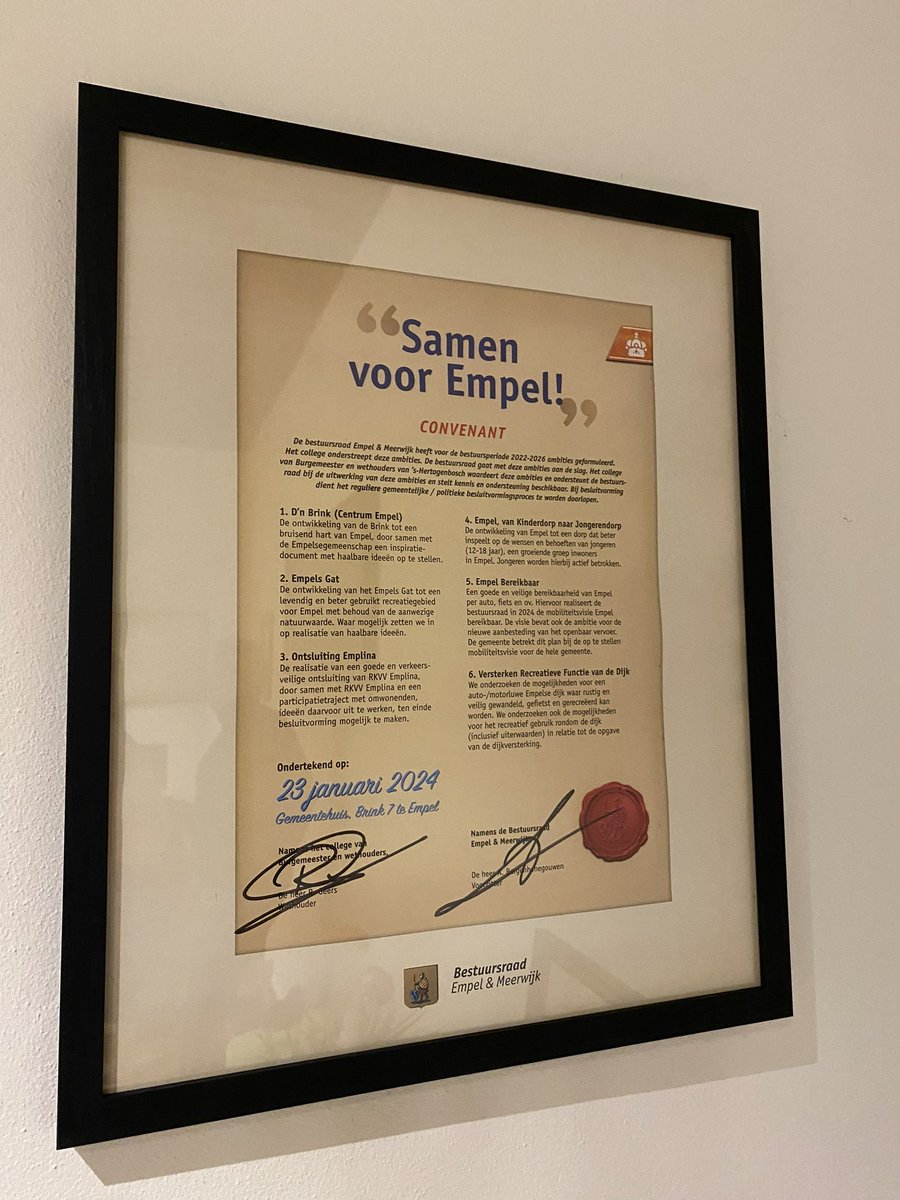 “Samen
voor Empel!”
CONVENANT
De bestuursraad Empel & Meerwijk heeft voor de bestuursperiode 2022-2026 ambities geformuleerd.
Het college onderstreept deze ambities. De bestuursraad gaat met deze ambities aan de slag. Het college
van Burgemeester en wethouders van ’s-Hertogenbosch waardeert deze ambities en ondersteunt de bestuurs-
raad bij de uitwerking van deze ambities en stelt kennis en ondersteuning beschikbaar. Bij besluitvorming
dient het reguliere gemeentelijke / politieke besluitvormingsproces te worden doorlopen.
1. D’n Brink (Centrum Empel)
De ontwikkeling van de Brink tot een
bruisend hart van Empel, door samen met
de Empelsegemeenschap een inspiratie-
document met haalbare ideeën op te stellen.
2. Empels Gat
De ontwikkeling van het Empels Gat tot een
levendig en beter gebruikt recreatiegebied
voor Empel met behoud van de aanwezige
natuurwaarde. Waar mogelijk zetten we in
op realisatie van haalbare ideeën.
3. Ontsluiting Emplina
De realisatie van een goede en verkeers-
veilige ontsluiting van RKVV Emplina,
door samen met RKVV Emplina en een
participatietraject met omwonenden,
ideeën daarvoor uit te werken, ten einde
besluitvorming mogelijk te maken.
4. Empel, van Kinderdorp naar Jongerendorp
De ontwikkeling van Empel tot een dorp dat beter
inspeelt op de wensen en behoeften van jongeren
(12-18 jaar), een groeiende groep inwoners
in Empel. Jongeren worden hierbij actief betrokken.
5. Empel Bereikbaar
Een goede en veilige bereikbaarheid van Empel
per auto, fiets en ov. Hiervoor realiseert de
bestuursraad in 2024 de mobiliteitsvisie Empel
bereikbaar. De visie bevat ook de ambitie voor de
nieuwe aanbesteding van het openbaar vervoer.
De gemeente betrekt dit plan bij de op te stellen
mobiliteitsvisie voor de hele gemeente.
6. Versterken Recreatieve Functie van de Dijk
We onderzoeken de mogelijkheden voor een
auto-/motorluwe Empelse dijk waar rustig en
veilig gewandeld, gefietst en gerecreëerd kan
worden. We onderzoeken ook de mogelijkheden
voor het recreatief gebruik rondom de dijk
(inclusief uiterwaarden) in relatie tot de opgave
van de dijkversterking.
Ondertekend op:
23 januari 2024
Gemeentehuis, Brink 7 te Empel
Namens het college van
Burgemeester en wethouders,
De heer R. Geers
Wethouder
Namens de Bestuursraad
Empel & Meerwijk
De heer
Voorzitter
Bestuursraad
Empel & Meerwijk